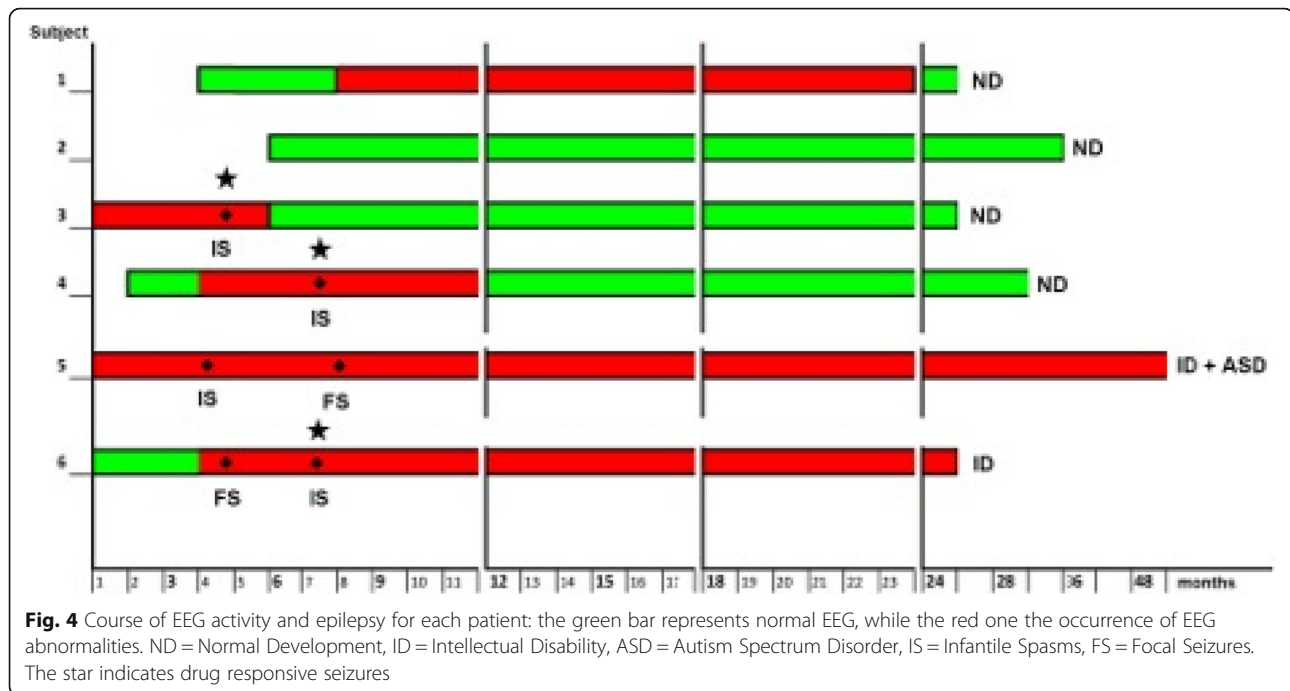 Subject
1 ND
2 ND
3 IS ND
4 IS ND
5 IS FS ID + ASD
6 FS IS ID
1 2 3 4 5 6 7 8 9 10 11 12 13 14 15 16 17 18 19 20 21 22 23 24 28 36 48 months
Fig. 4 Course of EEG activity and epilepsy for each patient: the green bar represents normal EEG, while the red one the occurrence of EEG
abnormalities. ND = Normal Development, ID = Intellectual Disability, ASD = Autism Spectrum Disorder, IS = Infantile Spasms, FS = Focal Seizures.
The star indicates drug responsive seizures